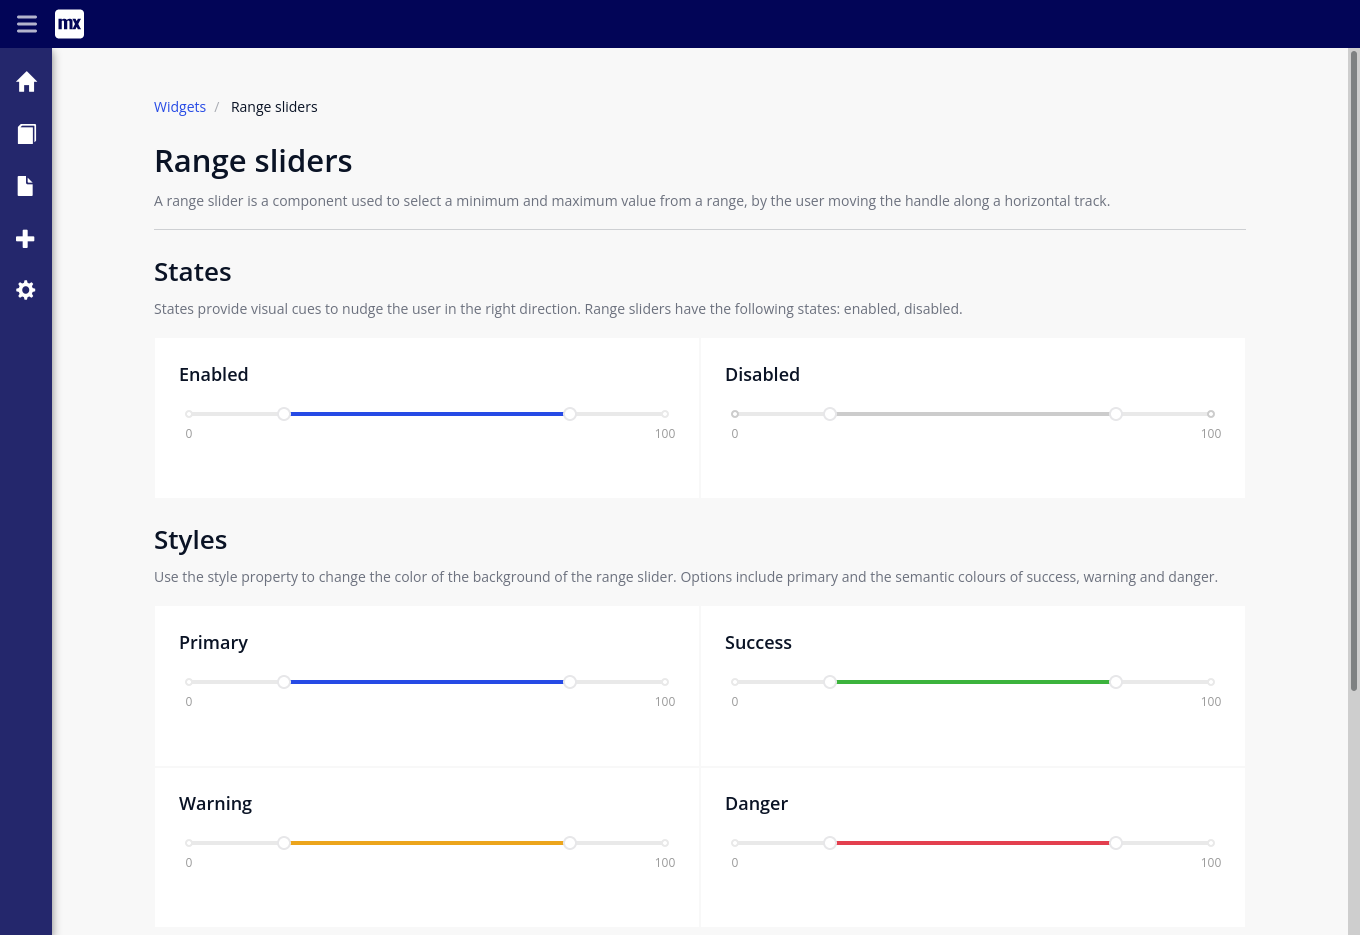 mx
Widgets / Range sliders
Range sliders
A range slider is a component used to select a minimum and maximum value from a range, by the user moving the handle along a horizontal track.
States
States provide visual cues to nudge the user in the right direction. Range sliders have the following states: enabled, disabled.
Enabled
0 100
Disabled
0 100
Styles
Use the style property to change the color of the background of the range slider. Options include primary and the semantic colours of success, warning and danger.
Primary
0 100
Success
0 100
Warning
0 100
Danger
0 100